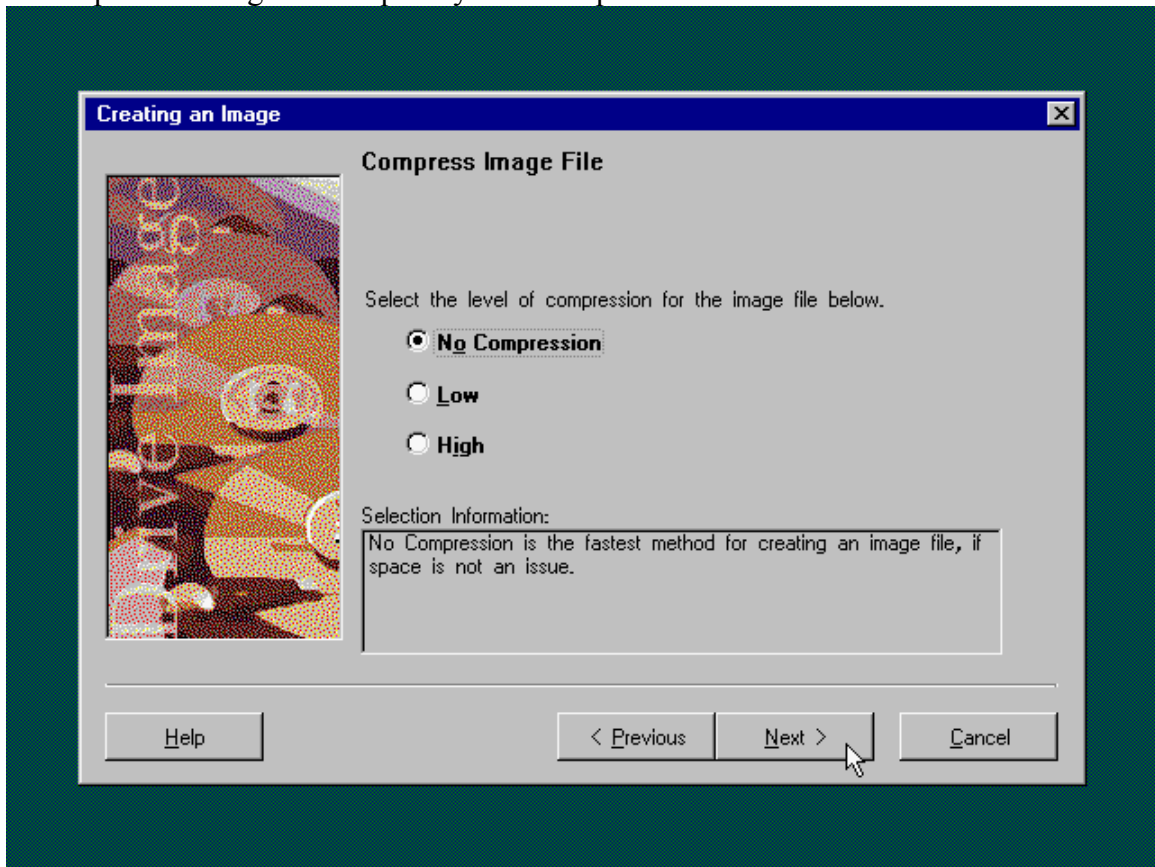 Creating an Image
Compress Image File
Drive Image
Select the level of compression for the image file below.
No Compression
Low
High
Selection Information:
No Compression is the fastest method for creating an image file, if
space is not an issue.
Help
< Previous
Next >
Cancel